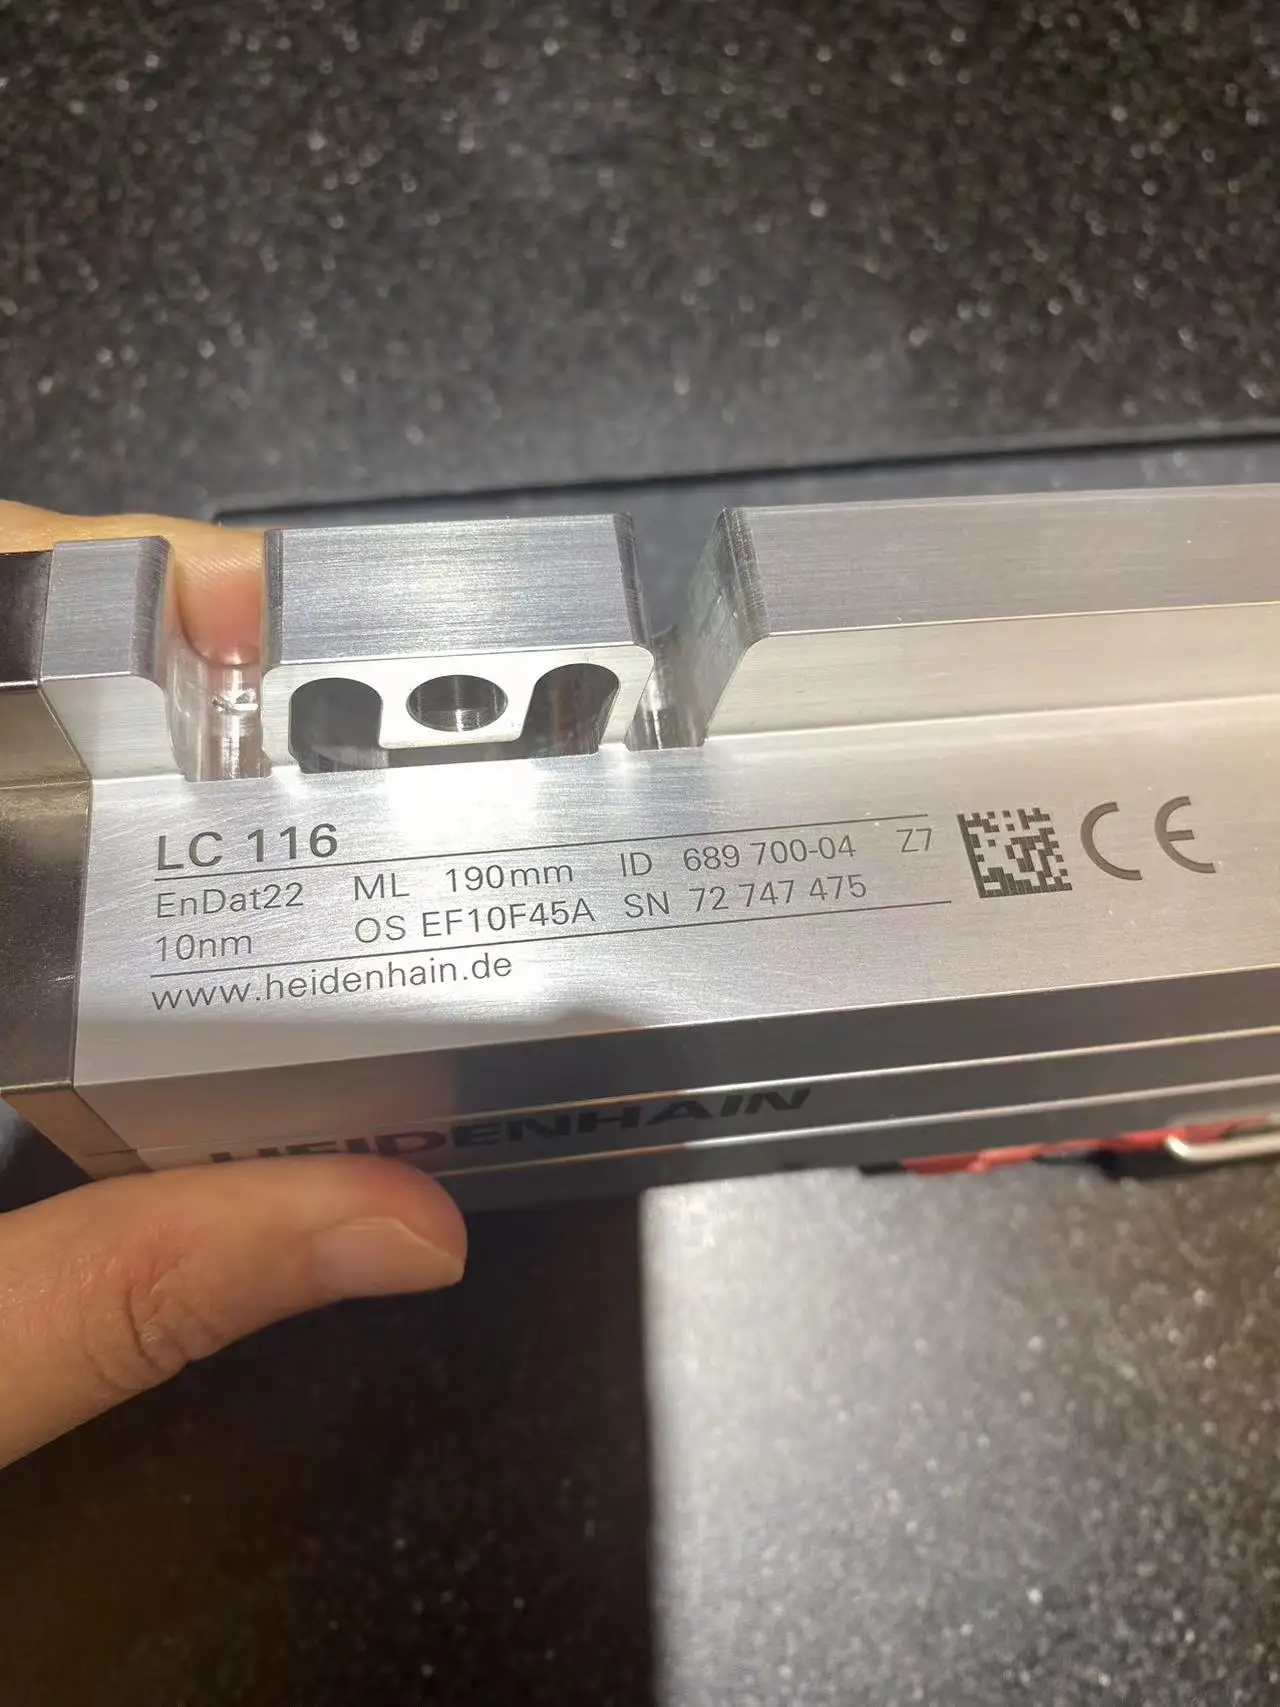 LC 116
EnDat22 ML 190mm ID 689 700-04 Z7
10nm OS EF10F45A SN 72 747 475
www.heidenhain.de
CE
HEIDENHAIN